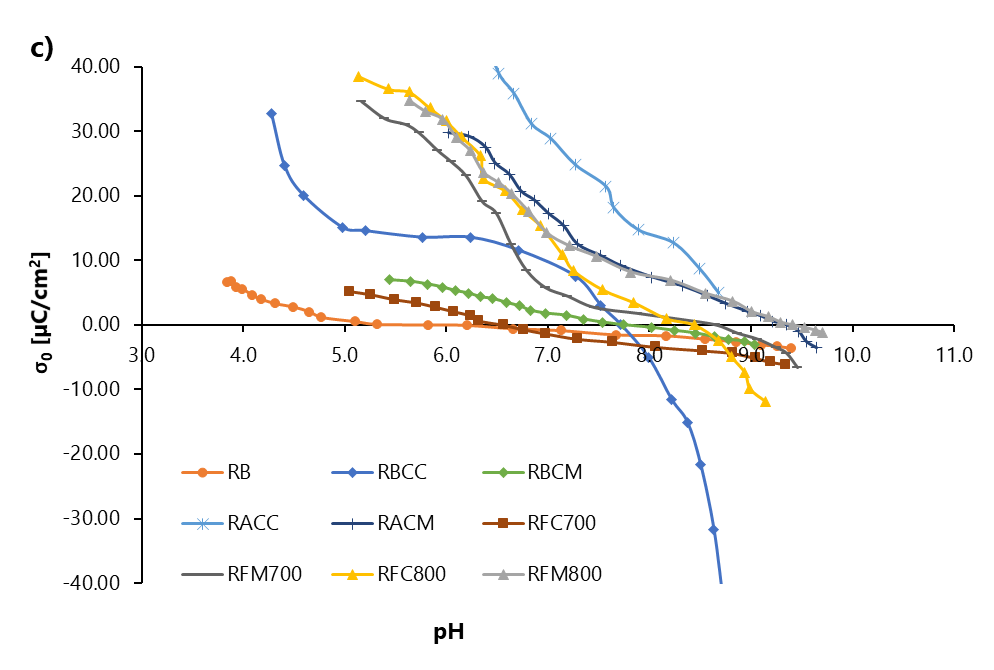 c)
40.00
30.00
20.00
10.00
0.00
-10.00
-20.00
-30.00
-40.00
σ0 [µC/cm²]
3.0 4.0 5.0 6.0 7.0 8.0 9.0 10.0 11.0
RB RBCC RBCM
RACC RACM RFC700
RFM700 RFC800 RFM800
pH